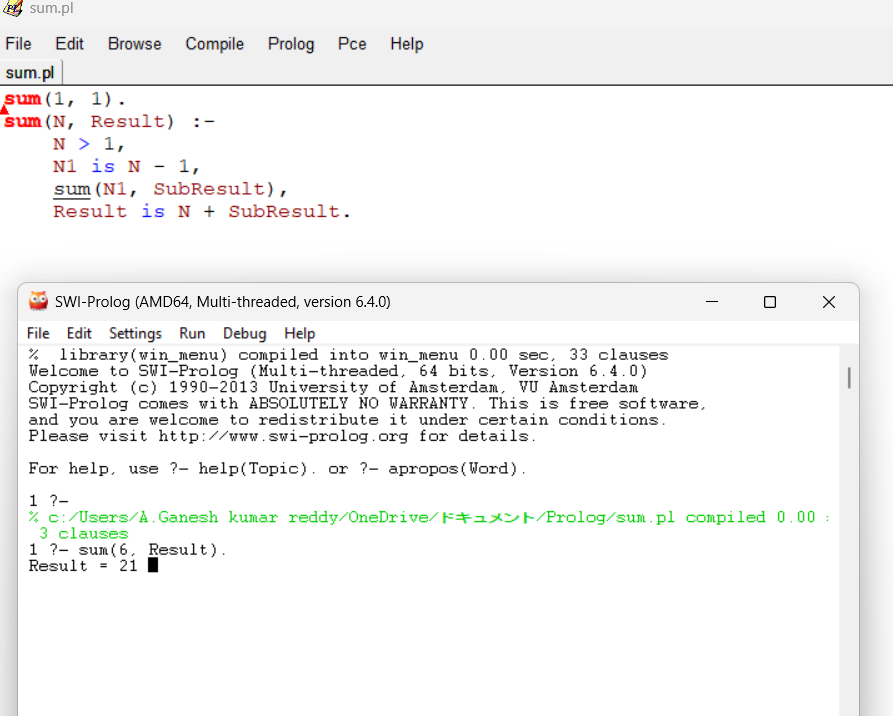 sum.pl
File Edit Browse Compile Prolog Pce Help
sum.pl
sum(1, 1).
sum(N, Result) :-
    N > 1,
    N1 is N - 1,
    sum(N1, SubResult),
    Result is N + SubResult.
SWI-Prolog (AMD64, Multi-threaded, version 6.4.0)
File Edit Settings Run Debug Help
%  library(win_menu) compiled into win_menu 0.00 sec, 33 clauses
Welcome to SWI-Prolog (Multi-threaded, 64 bits, Version 6.4.0)
Copyright (c) 1990-2013 University of Amsterdam, VU Amsterdam
SWI-Prolog comes with ABSOLUTELY NO WARRANTY. This is free software,
and you are welcome to redistribute it under certain conditions.
Please visit http://www.swi-prolog.org for details.
For help, use ?- help(Topic). or ?- apropos(Word).
1 ?-
% c:/Users/A.Ganesh kumar reddy/OneDrive/ドキュメント/Prolog/sum.pl compiled 0.00
 3 clauses
1 ?- sum(6, Result).
Result = 21